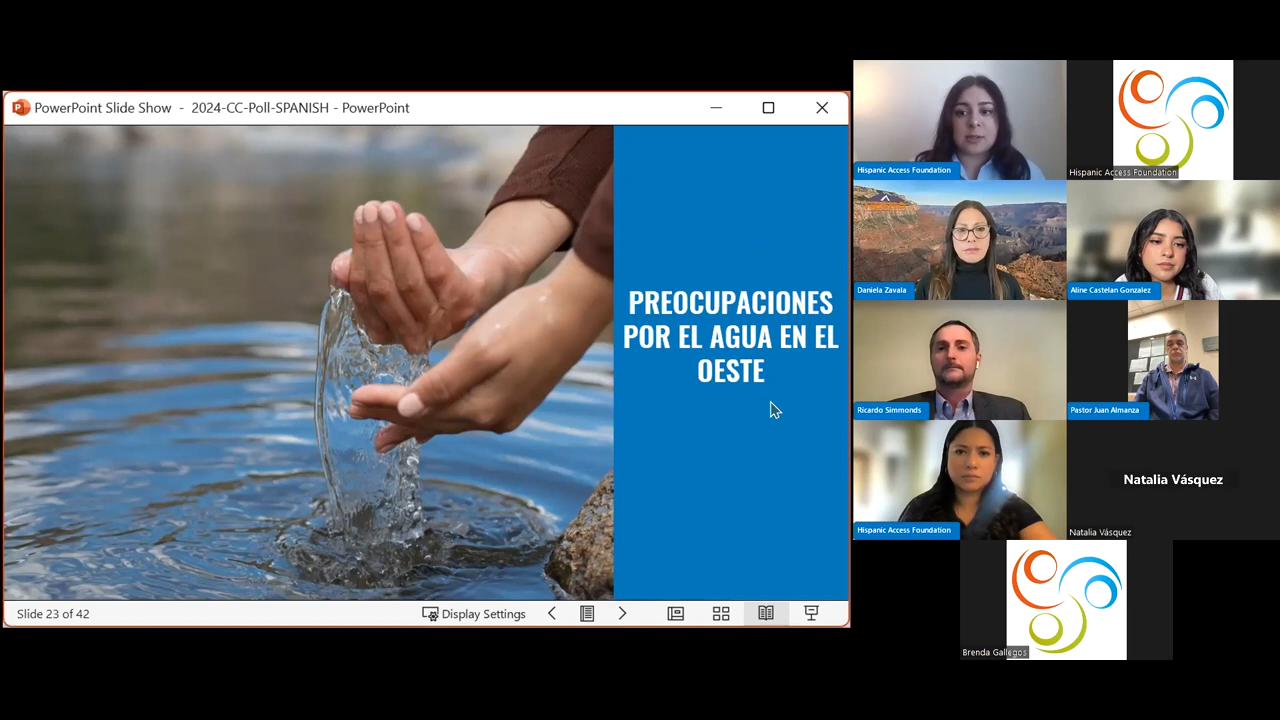 PowerPoint Slide Show - 2024-CC-Poll-SPANISH - PowerPoint
PREOCUPACIONES
POR EL AGUA EN EL
OESTE
Slide 23 of 42
Display Settings
Hispanic Access Foundation
Hispanic Access Foundation
Daniela Zavala
Aline Castelan Gonzalez
Ricardo Simmonds
Pastor Juan Almanza
Hispanic Access Foundation
Natalia Vásquez
Natalia Vásquez
Brenda Gallegos